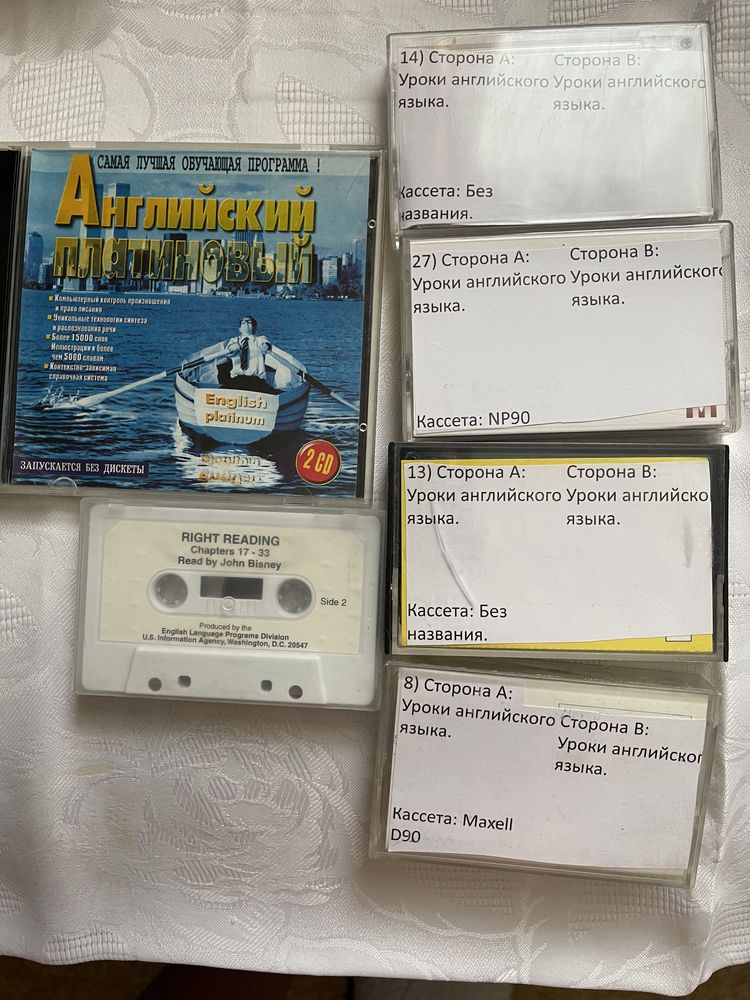 САМАЯ ЛУЧШАЯ ОБУЧАЮЩАЯ ПРОГРАММА !
Английский
платиновый
Компьютерный контроль произношения
и право писания
Уникальные технологии синтеза
и распознавания речи
Более 15000 слов
Иллюстрации к более
чем 5000 словам
Контекстно-зависимая
справочная система
English
platinum
2 CD
ЗАПУСКАЕТСЯ БЕЗ ДИСКЕТЫ
RIGHT READING
Chapters 17 - 33
Read by John Bisney
Side 2
Produced by the
English Language Programs Division
U.S. Information Agency, Washington, D.C. 20547
14) Сторона А: Сторона В:
Уроки английского Уроки английского
языка. языка.
Кассета: Без
названия.
27) Сторона А: Сторона В:
Уроки английского Уроки английског
языка. языка.
Кассета: NP90
13) Сторона А: Сторона В:
Уроки английского Уроки английско
языка. языка.
Кассета: Без
названия.
8) Сторона А:
Уроки английского Сторона В:
языка. Уроки английског
языка.
Кассета: Maxell
D90